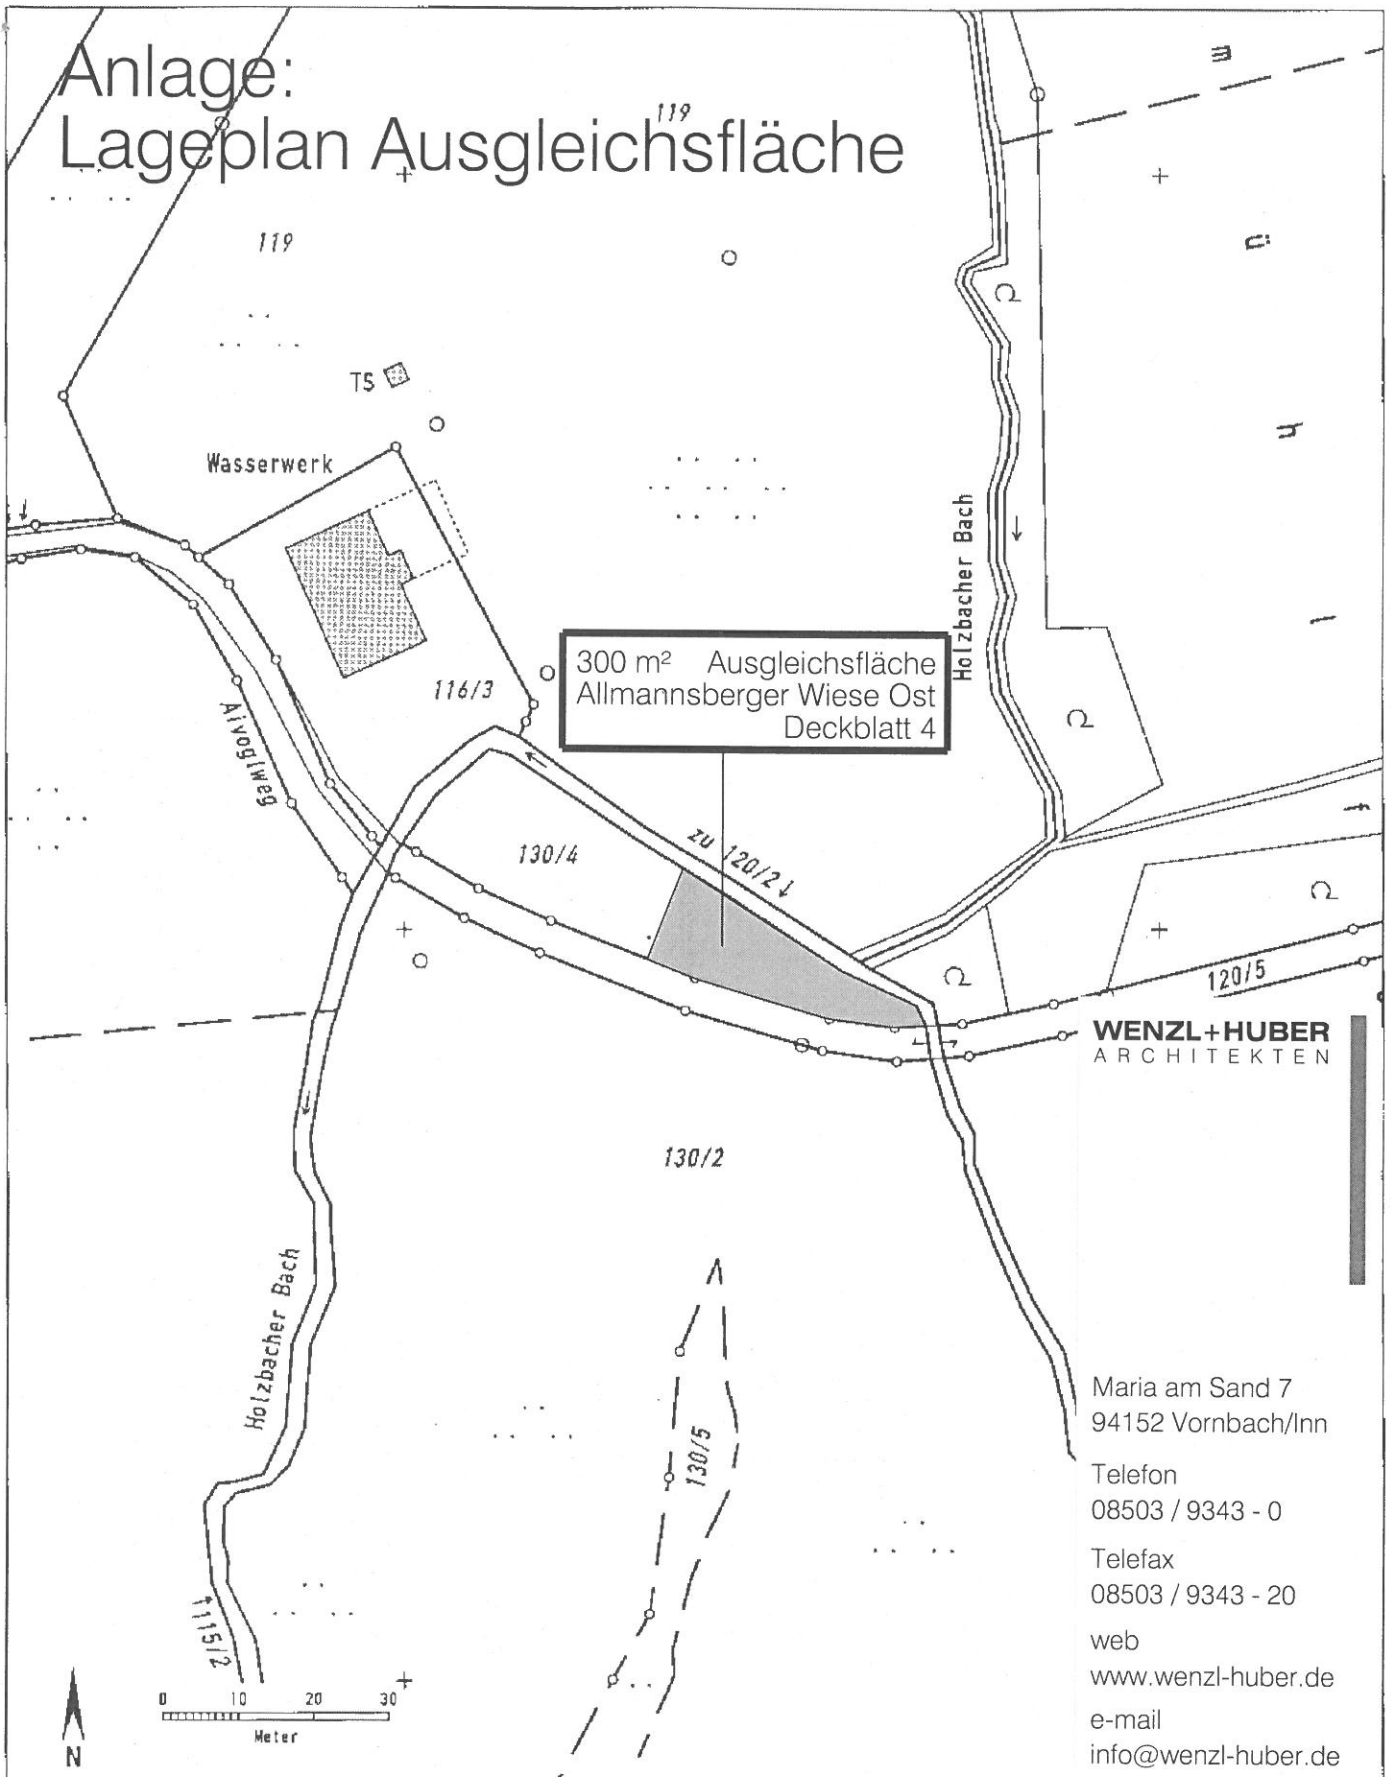 Anlage:
Lageplan Ausgleichsfläche
119
119
m
ü
h
l
f
TS
Wasserwerk
Holzbacher Bach
300 m² Ausgleichsfläche
Allmannsberger Wiese Ost
Deckblatt 4
116/3
Aivoglweg
130/4
zu 120/2
120/5
WENZL+HUBER
ARCHITEKTEN
130/2
Holzbacher Bach
130/5
115/2
Maria am Sand 7
94152 Vornbach/Inn
Telefon
08503 / 9343 - 0
Telefax
08503 / 9343 - 20
web
www.wenzl-huber.de
e-mail
info@wenzl-huber.de
0 10 20 30
Meter
N